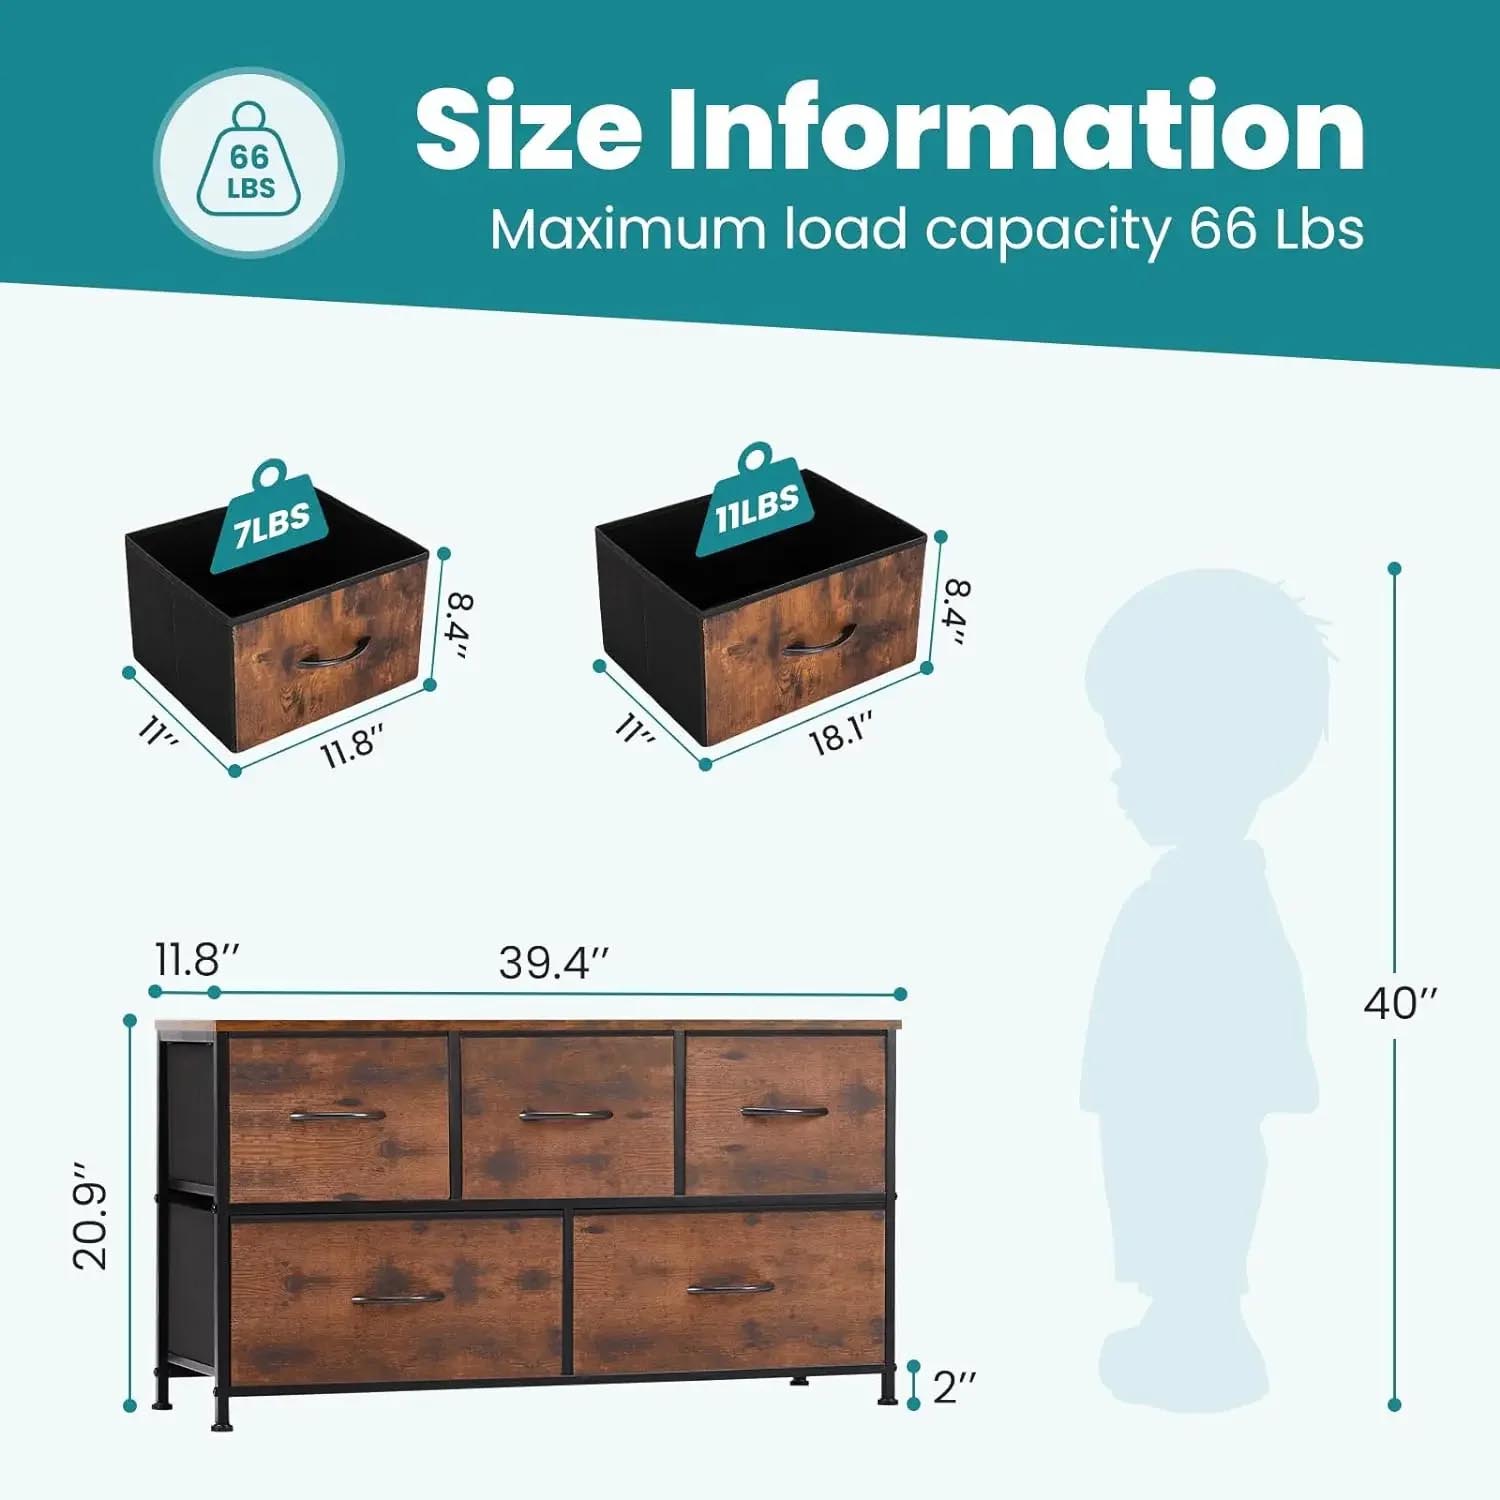 66
LBS
Size Information
Maximum load capacity 66 Lbs
7LBS
8.4''
11''
11.8''
11LBS
8.4''
11''
18.1''
11.8''
39.4''
20.9''
2''
40''